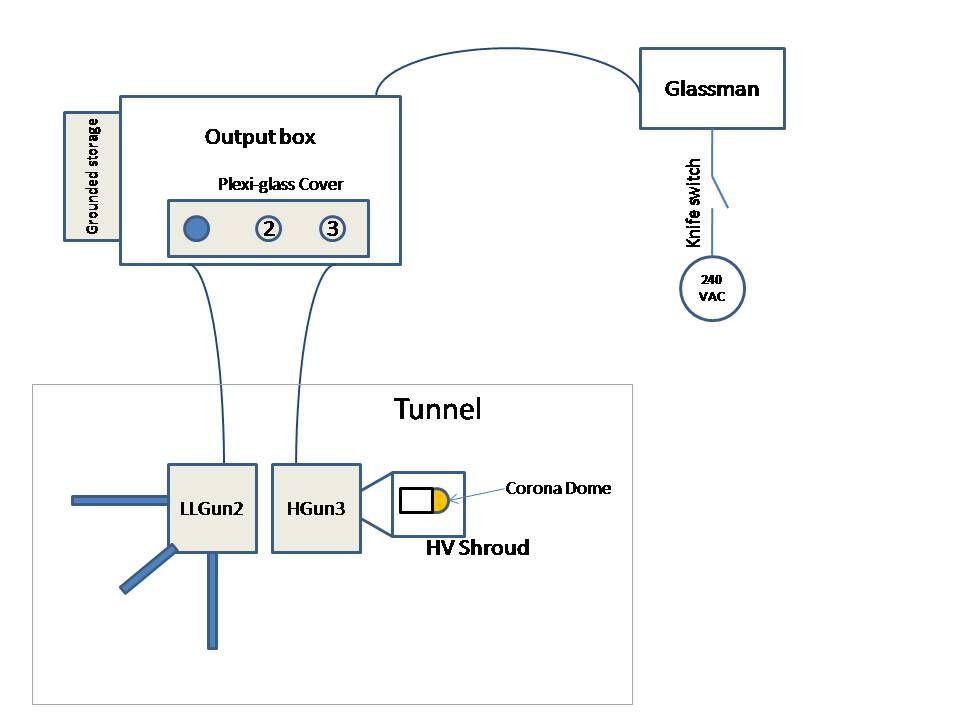 Glassman
Grounded storage
Output box
Plexi-glass Cover
2
3
Knife switch
240
VAC
Tunnel
LLGun2
HGun3
Corona Dome
HV Shroud